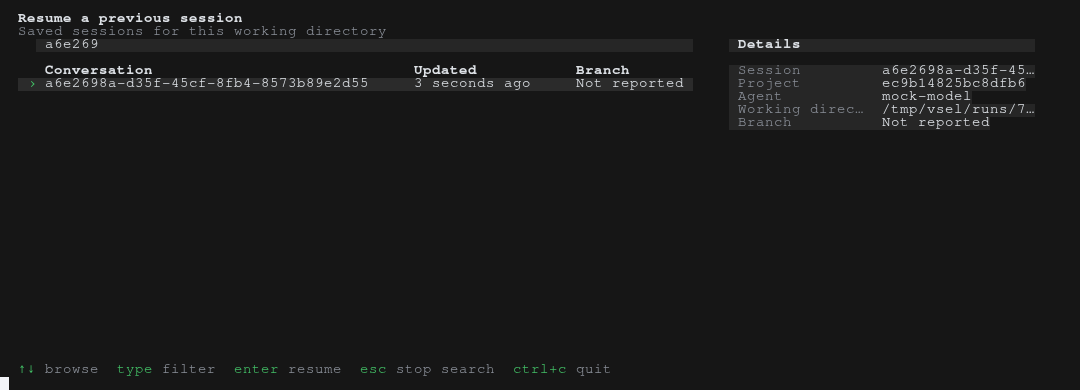 Resume a previous session
Saved sessions for this working directory
a6e269
Details
Conversation Updated Branch
› a6e2698a-d35f-45cf-8fb4-8573b89e2d55 3 seconds ago Not reported
Session a6e2698a-d35f-45…
Project ec9b14825bc8dfb6
Agent mock-model
Working direc… /tmp/vsel/runs/7…
Branch Not reported
↑↓ browse type filter enter resume esc stop search ctrl+c quit